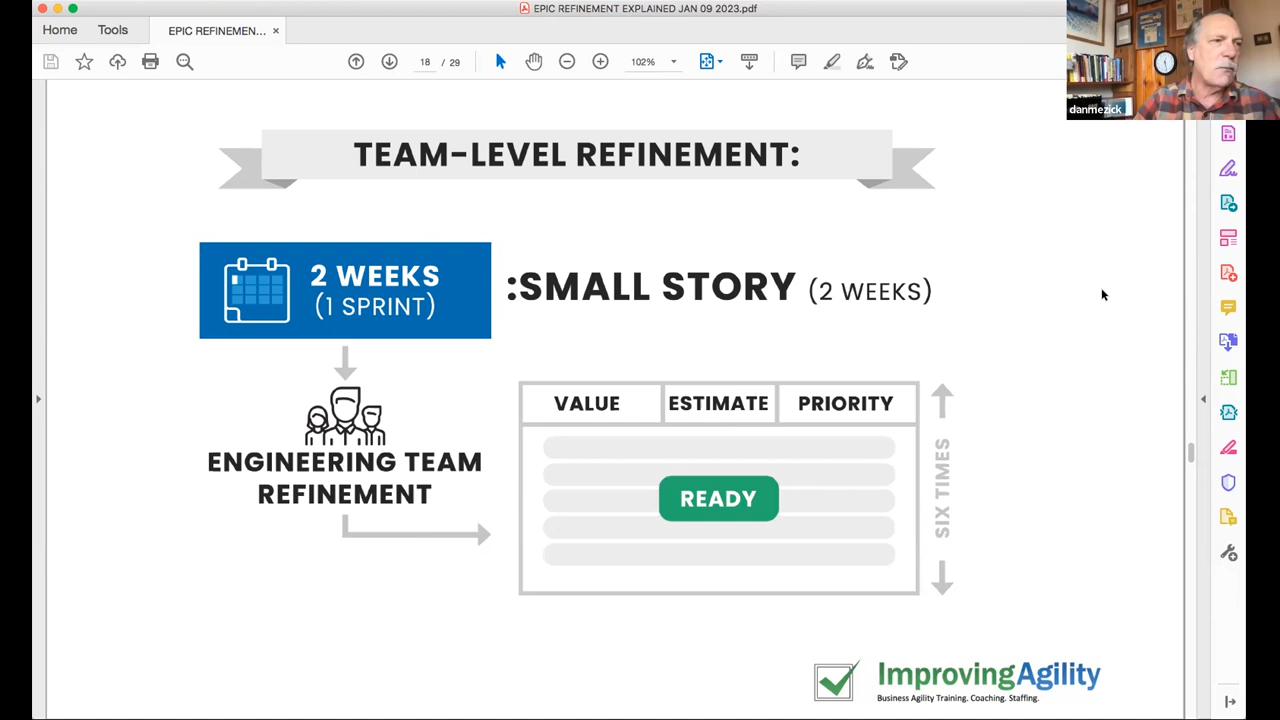 EPIC REFINEMENT EXPLAINED JAN 09 2023.pdf
Home Tools EPIC REFINEMEN... ×
18 / 29 102%
danmezick
TEAM-LEVEL REFINEMENT:
2 WEEKS
(1 SPRINT)
:SMALL STORY (2 WEEKS)
VALUE ESTIMATE PRIORITY
READY
SIX TIMES
ENGINEERING TEAM
REFINEMENT
ImprovingAgility
Business Agility Training. Coaching. Staffing.